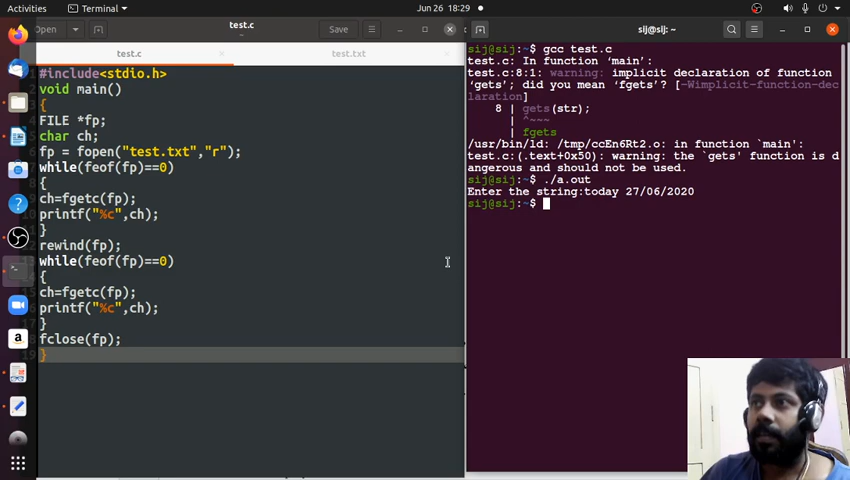 Activities
Terminal
Jun 26 18:29
Open
test.c
Save
sij@sij: ~
test.c
test.txt
#include<stdio.h>
void main()
{
FILE *fp;
char ch;
fp = fopen("test.txt","r");
while(feof(fp)==0)
{
ch=fgetc(fp);
printf("%c",ch);
}
rewind(fp);
while(feof(fp)==0)
{
ch=fgetc(fp);
printf("%c",ch);
}
fclose(fp);
19 }
sij@sij:~$ gcc test.c
test.c: In function ‘main’:
test.c:8:1: warning: implicit declaration of function
‘gets’; did you mean ‘fgets’? [-Wimplicit-function-dec
laration]
8 | gets(str);
| ^~~~
| fgets
/usr/bin/ld: /tmp/ccEn6Rt2.o: in function `main':
test.c:(.text+0x50): warning: the `gets' function is d
angerous and should not be used.
sij@sij:~$ ./a.out
Enter the string:today 27/06/2020
sij@sij:~$